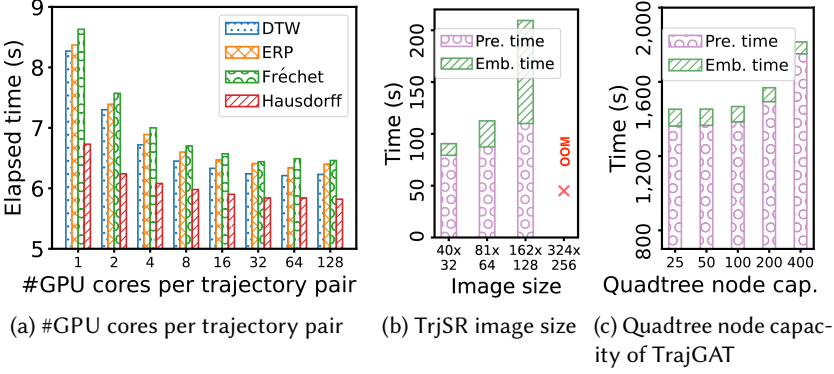 Elapsed time (s)
9
8
7
6
5
DTW
ERP
Fréchet
Hausdorff
1 2 4 8 16 32 64 128
#GPU cores per trajectory pair
(a) #GPU cores per trajectory pair
Time (s)
200
150
100
50
0
Pre. time
Emb. time
OOM
40x 81x 162x 324x
32 64 128 256
Image size
(b) TrjSR image size
Time (s)
2,000
1,600
1,200
800
Pre. time
Emb. time
25 50 100 200 400
Quadtree node cap.
(c) Quadtree node capac-
ity of TrajGAT